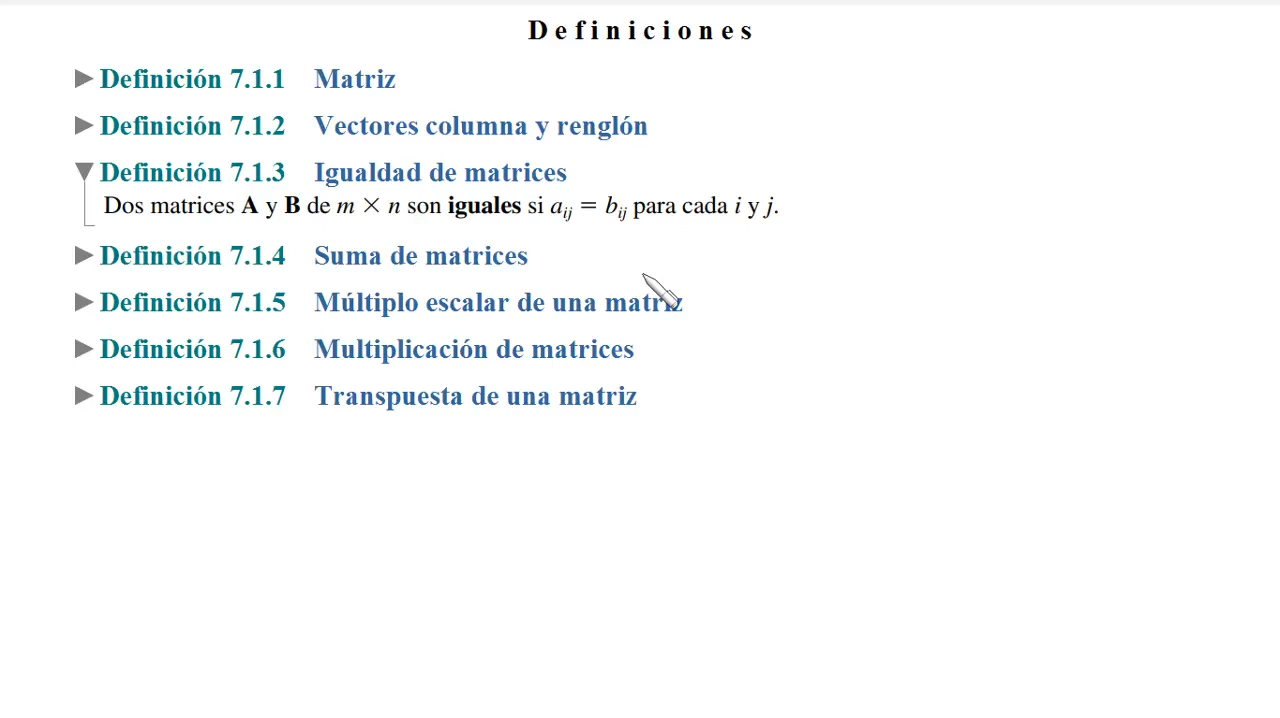 Definiciones
Definición 7.1.1 Matriz
Definición 7.1.2 Vectores columna y renglón
Definición 7.1.3 Igualdad de matrices
Dos matrices A y B de m × n son iguales si aᵢⱼ = bᵢⱼ para cada i y j.
Definición 7.1.4 Suma de matrices
Definición 7.1.5 Múltiplo escalar de una matriz
Definición 7.1.6 Multiplicación de matrices
Definición 7.1.7 Transpuesta de una matriz